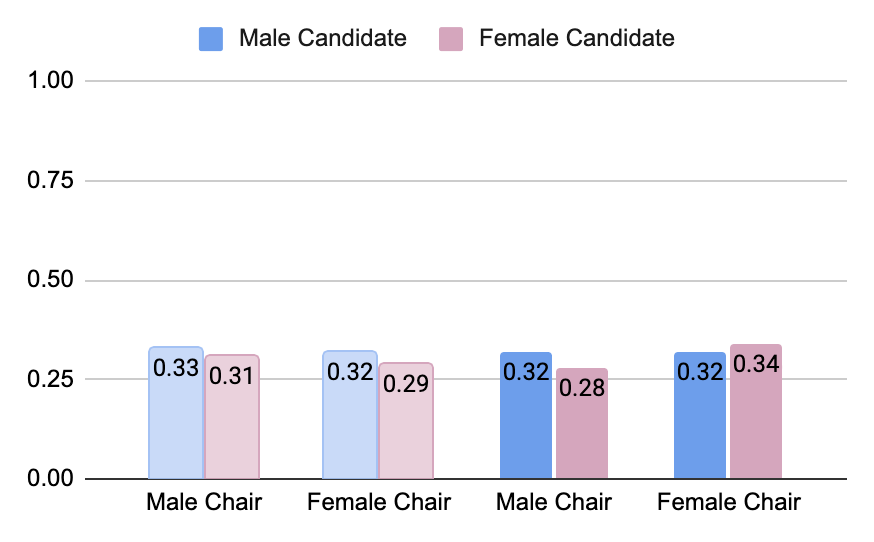 Male Candidate Female Candidate
1.00
0.75
0.50
0.25
0.00
0.33 0.31 0.32 0.29 0.32 0.28 0.32 0.34
Male Chair Female Chair Male Chair Female Chair